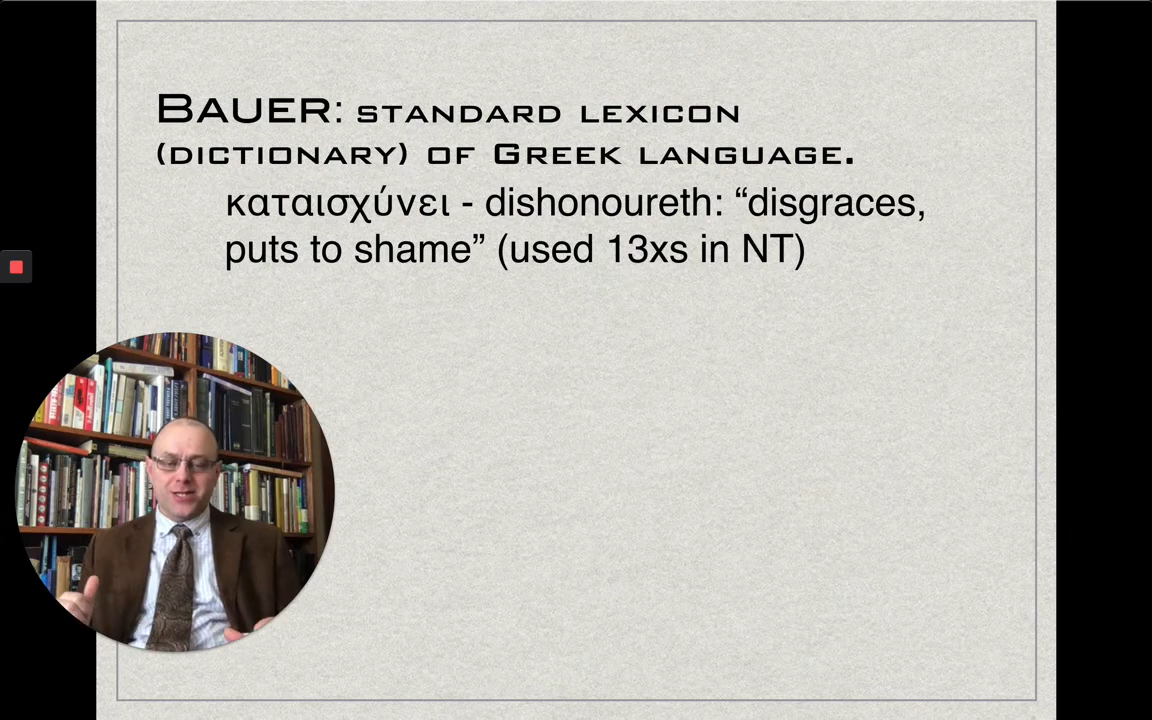 Bauer: standard lexicon
(dictionary) of Greek language.
καταισχύνει - dishonoureth: “disgraces,
puts to shame” (used 13xs in NT)